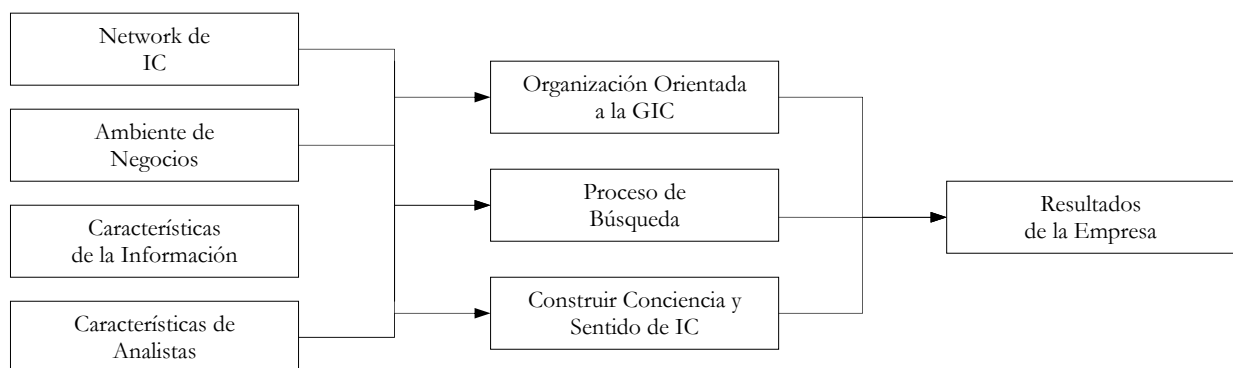 Network de
IC
Ambiente de
Negocios
Características
de la Información
Características de
Analistas
Organización Orientada
a la GIC
Proceso de
Búsqueda
Construir Conciencia y
Sentido de IC
Resultados
de la Empresa